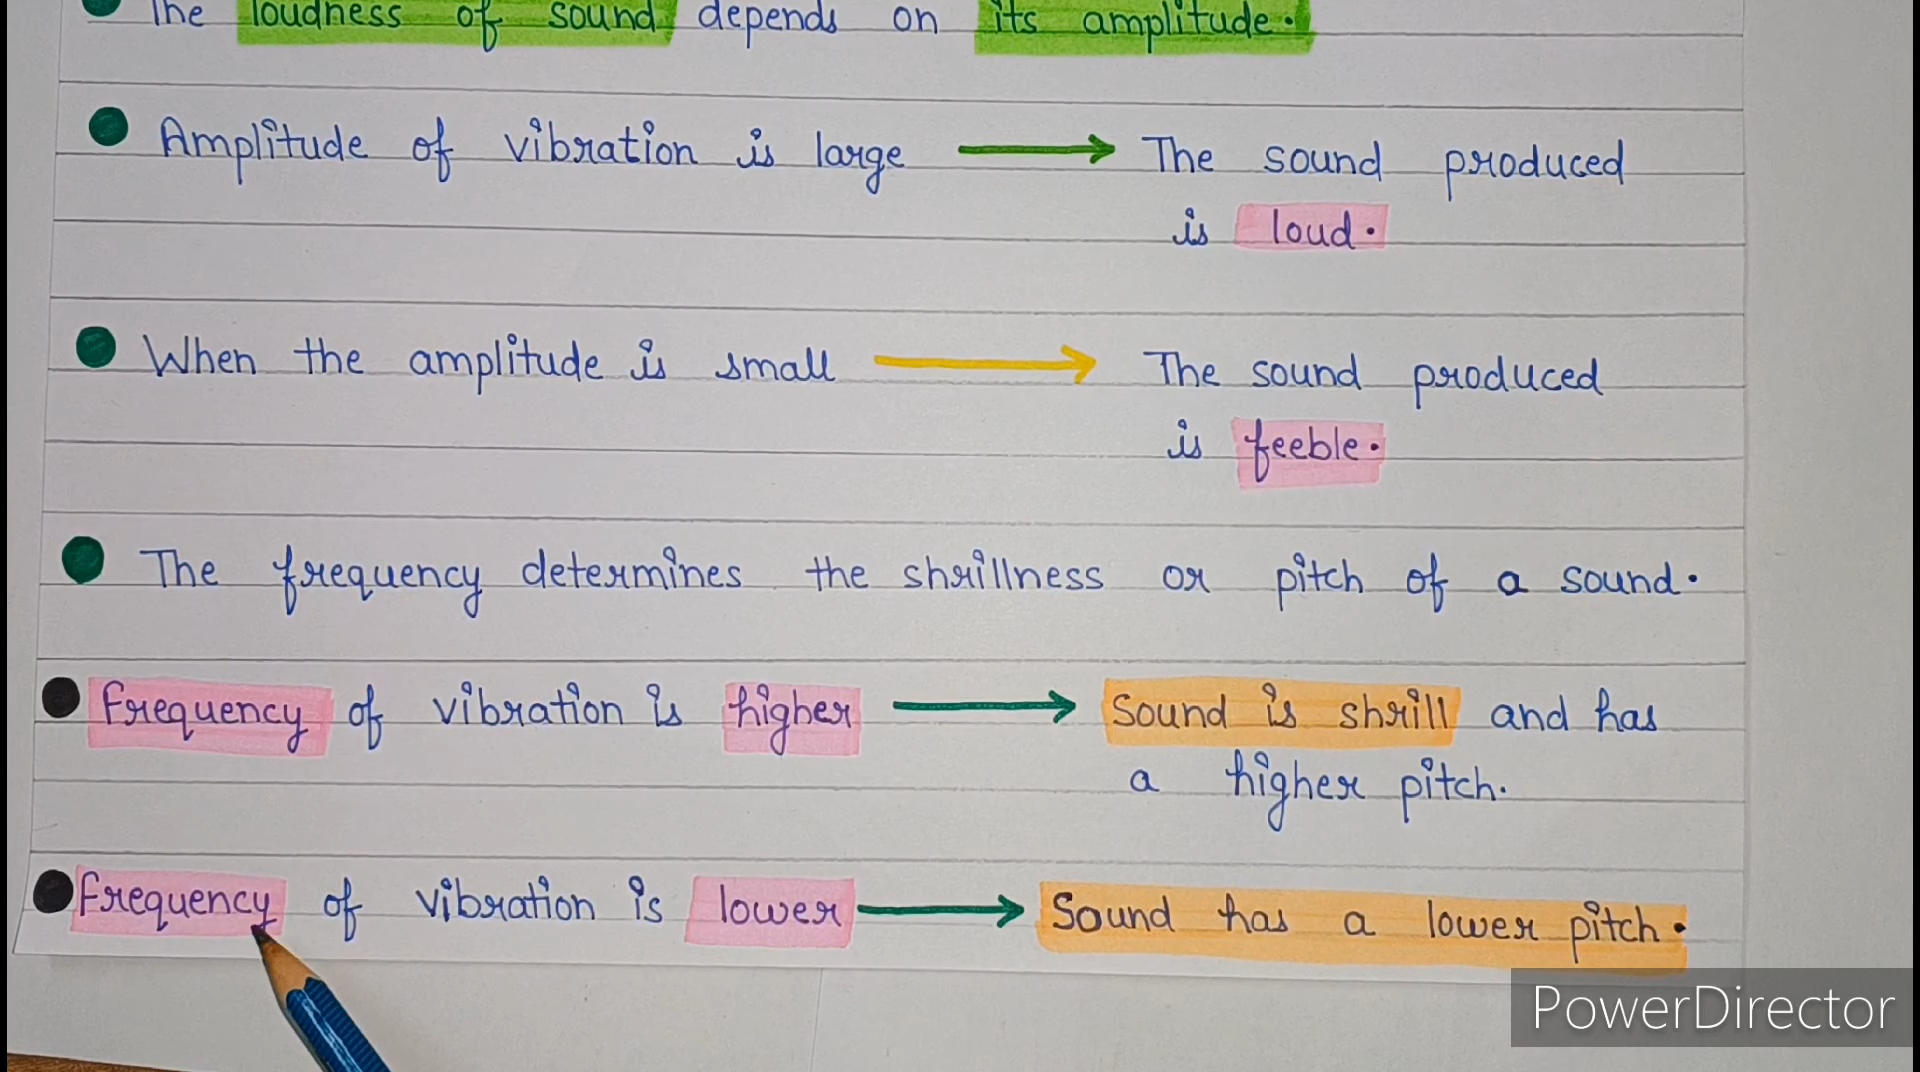 The loudness of sound depends on its amplitude.
Amplitude of vibration is large → The sound produced
is loud.
When the amplitude is small → The sound produced
is feeble.
The frequency determines the shrillness or pitch of a sound.
Frequency of vibration is higher → Sound is shrill and has
a higher pitch.
Frequency of vibration is lower → Sound has a lower pitch.
PowerDirector